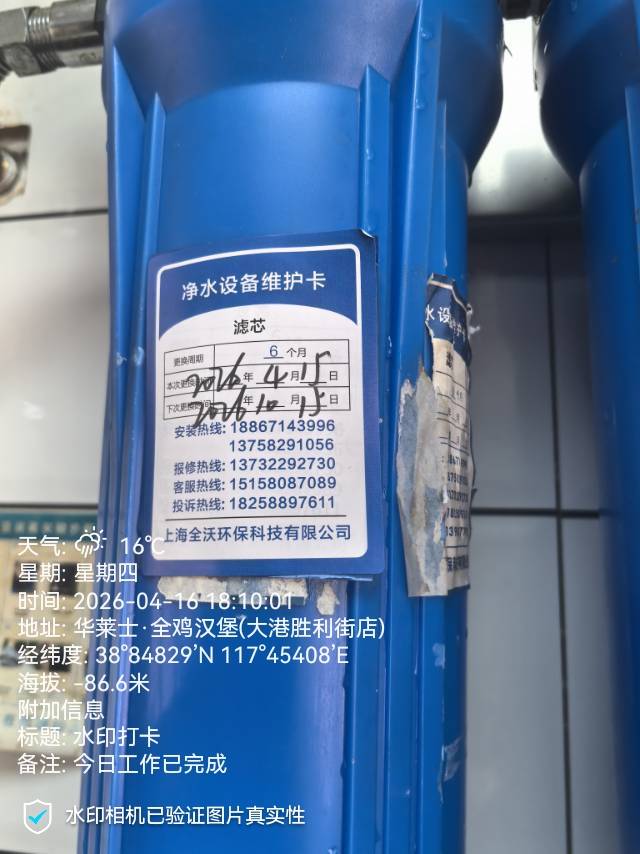 净水设备维护卡
滤芯
更换周期 6 个月
本次更换时间 2026 年 4 月 15 日
下次更换时间 2026 年 10 月 15 日
安装热线: 18867143996
13758291056
报修热线: 13732292730
客服热线: 15158087089
投诉热线: 18258897611
上海全沃环保科技有限公司
水设备维护
天气: 16℃
星期: 星期四
时间: 2026-04-16 18:10:01
地址: 华莱士·全鸡汉堡(大港胜利街店)
经纬度: 38°84829'N 117°45408'E
海拔: -86.6米
附加信息
标题: 水印打卡
备注: 今日工作已完成
水印相机已验证图片真实性